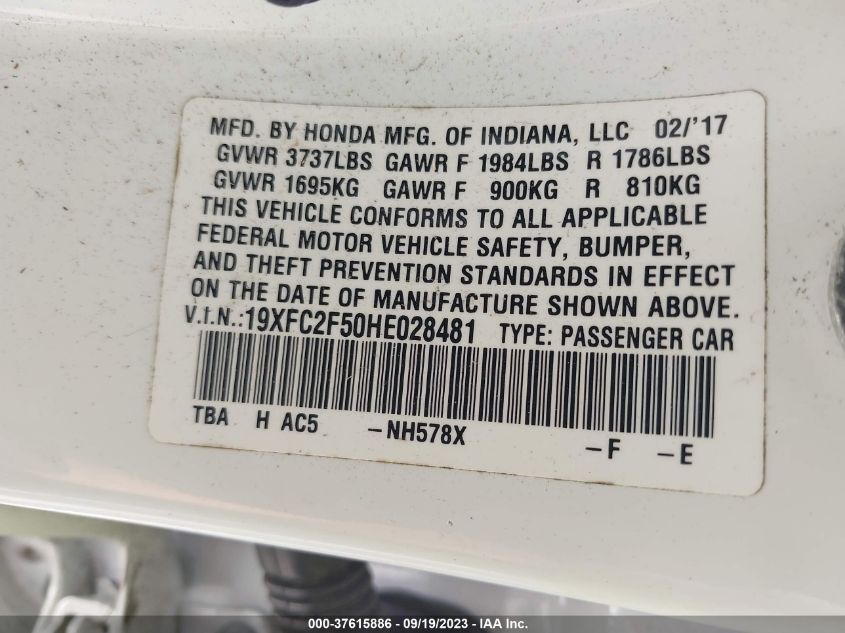 MFD. BY HONDA MFG. OF INDIANA, LLC 02/'17
GVWR 3737LBS GAWR F 1984LBS R 1786LBS
GVWR 1695KG GAWR F 900KG R 810KG
THIS VEHICLE CONFORMS TO ALL APPLICABLE
FEDERAL MOTOR VEHICLE SAFETY, BUMPER,
AND THEFT PREVENTION STANDARDS IN EFFECT
ON THE DATE OF MANUFACTURE SHOWN ABOVE.
V.I.N.:19XFC2F50HE028481 TYPE: PASSENGER CAR
TBA H AC5 -NH578X -F -E
000-37615886 - 09/19/2023 - IAA Inc.